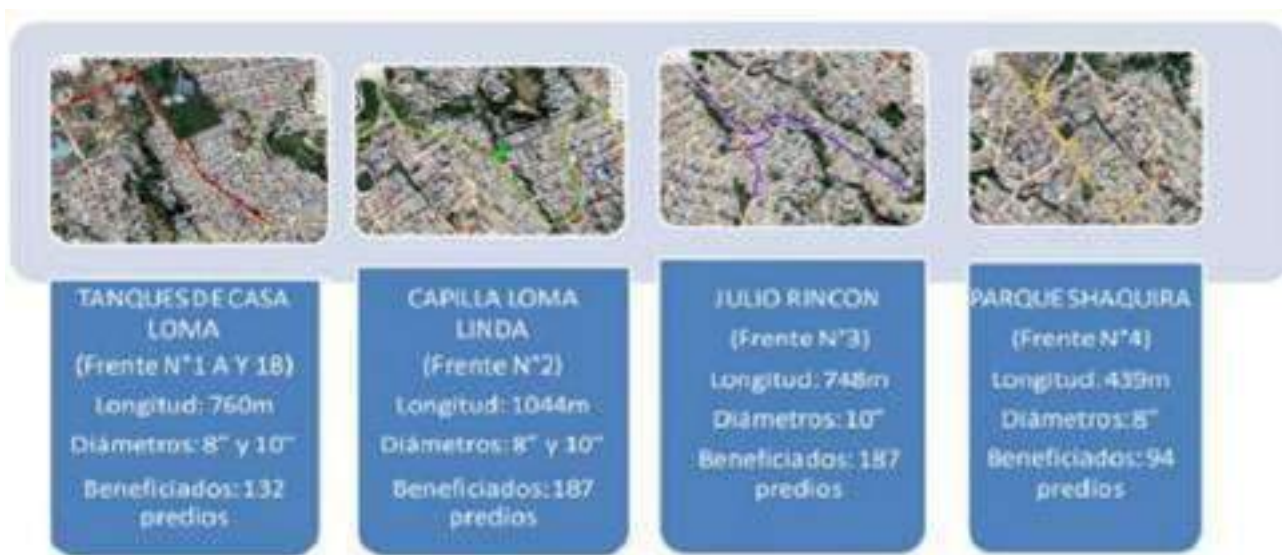 TANQUES DE CASA
LOMA
(Frente N°1 A Y 1B)
Longitud: 760m
Diámetros: 8" y 10"
Beneficiados: 132
predios
CAPILLA LOMA
LINDA
(Frente N°2)
Longitud: 1044m
Diámetros: 8" y 10"
Beneficiados: 187
predios
JULIO RINCON
(Frente N°3)
Longitud: 748m
Diámetros: 10"
Beneficiados: 187
predios
PARQUE SHAQUIRA
(Frente N°4)
Longitud: 439m
Diámetros: 8"
Beneficiados: 94
predios